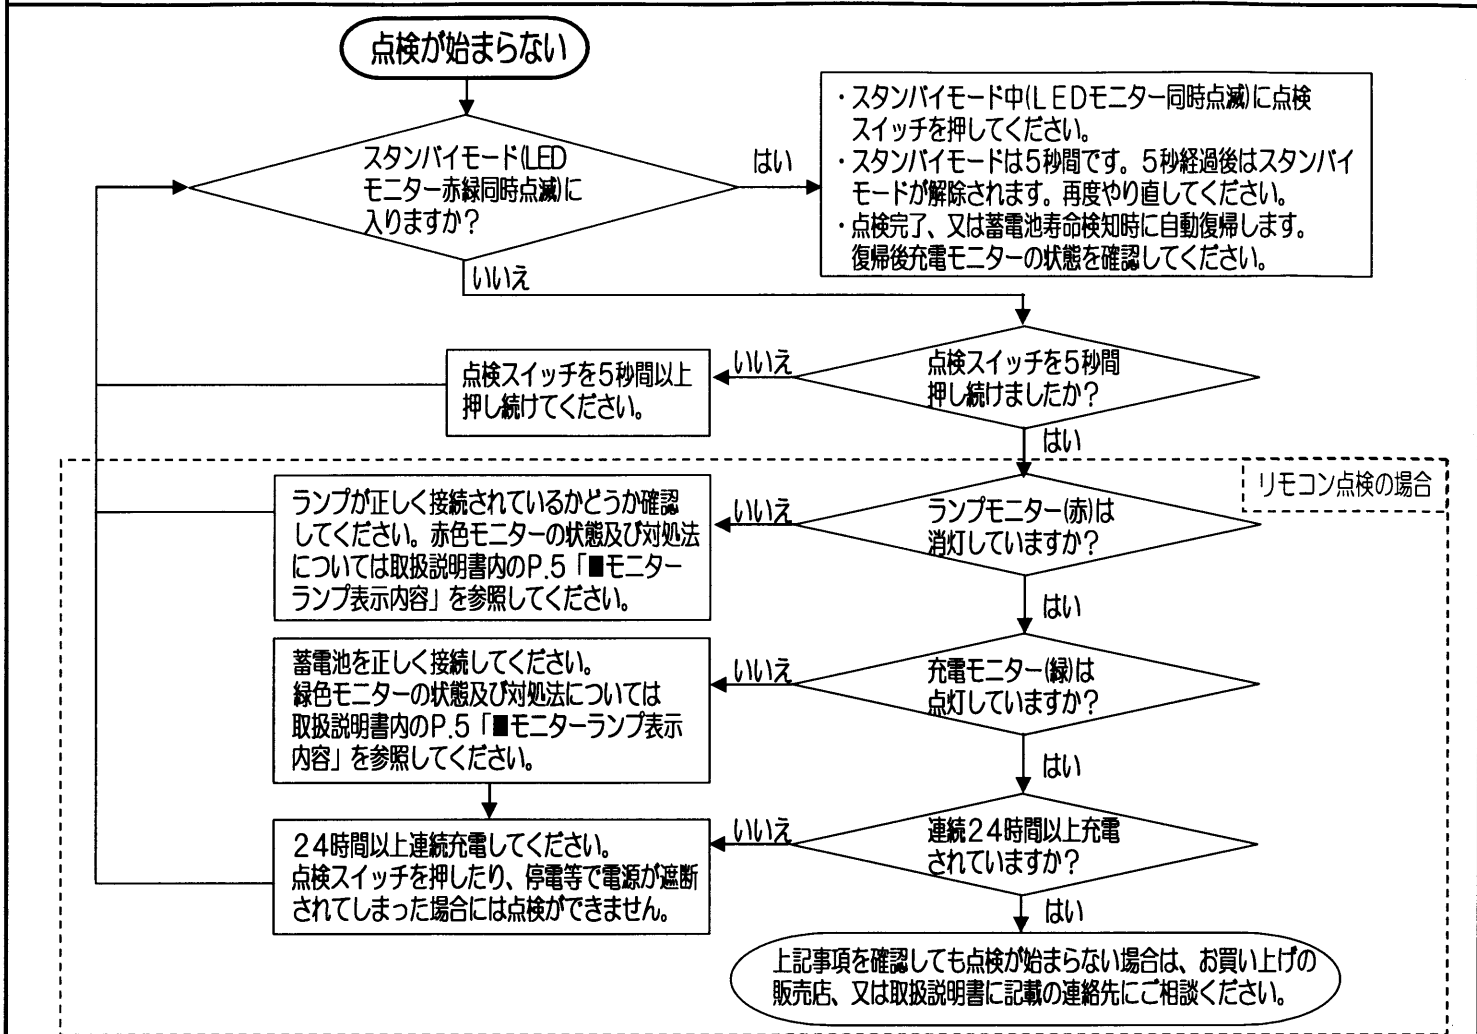 点検が始まらない
・スタンバイモード中(LEDモニター同時点滅)に点検
スイッチを押してください。
・スタンバイモードは5秒間です。5秒経過後はスタンバイ
モードが解除されます。再度やり直してください。
・点検完了、又は蓄電池寿命検知時に自動復帰します。
復帰後充電モニターの状態を確認してください。
スタンバイモード(LED
モニター赤緑同時点滅)に
入りますか?
はい
いいえ
点検スイッチを5秒間
押し続けましたか?
いいえ
点検スイッチを5秒間以上
押し続けてください。
はい
リモコン点検の場合
ランプモニター(赤)は
消灯していますか?
いいえ
ランプが正しく接続されているかどうか確認
してください。赤色モニターの状態及び対処法
については取扱説明書内のP.5「■モニター
ランプ表示内容」を参照してください。
はい
充電モニター(緑)は
点灯していますか?
いいえ
蓄電池を正しく接続してください。
緑色モニターの状態及び対処法については
取扱説明書内のP.5「■モニターランプ表示
内容」を参照してください。
はい
連続24時間以上充電
されていますか?
いいえ
24時間以上連続充電してください。
点検スイッチを押したり、停電等で電源が遮断
されてしまった場合には点検ができません。
はい
上記事項を確認しても点検が始まらない場合は、お買い上げの
販売店、又は取扱説明書に記載の連絡先にご相談ください。